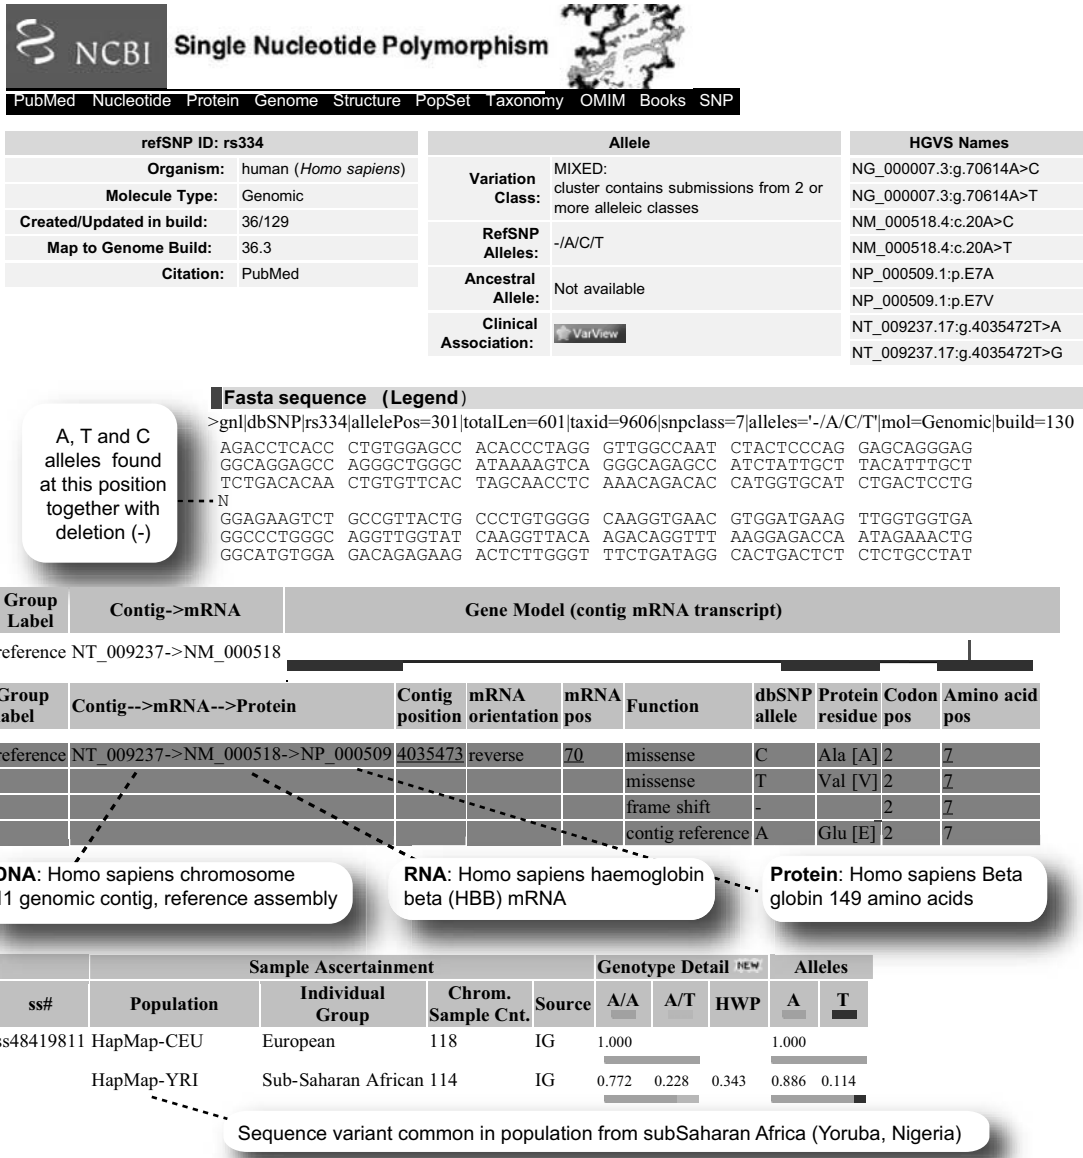 NCBI Single Nucleotide Polymorphism
PubMed Nucleotide Protein Genome Structure PopSet Taxonomy OMIM Books SNP
refSNP ID: rs334
Organism: human (Homo sapiens)
Molecule Type: Genomic
Created/Updated in build: 36/129
Map to Genome Build: 36.3
Citation: PubMed
Allele
Variation Class: MIXED:
cluster contains submissions from 2 or
more alleleic classes
RefSNP Alleles: -/A/C/T
Ancestral Allele: Not available
Clinical Association: VarView
HGVS Names
NG_000007.3:g.70614A>C
NG_000007.3:g.70614A>T
NM_000518.4:c.20A>C
NM_000518.4:c.20A>T
NP_000509.1:p.E7A
NP_000509.1:p.E7V
NT_009237.17:g.4035472T>A
NT_009237.17:g.4035472T>G
Fasta sequence (Legend)
>gnl|dbSNP|rs334|allelePos=301|totalLen=601|taxid=9606|snpclass=7|alleles='-/A/C/T'|mol=Genomic|build=130
A, T and C
alleles found
at this position
together with
deletion (-)
AGACCTCACC CTGTGGAGCC ACACCCTAGG GTTGGCCAAT CTACTCCCAG GAGCAGGGAG
GGCAGGAGCC AGGGCTGGGC ATAAAAGTCA GGGCAGAGCC ATCTATTGCT TACATTTGCT
TCTGACACAA CTGTGTTCAC TAGCAACCTC AAACAGACAC CATGGTGCAT CTGACTCCTG
N
GGAGAAGTCT GCCGTTACTG CCCTGTGGGG CAAGGTGAAC GTGGATGAAG TTGGTGGTGA
GGCCCTGGGC AGGTTGGTAT CAAGGTTACA AGACAGGTTT AAGGAGACCA ATAGAAACTG
GGCATGTGGA GACAGAGAAG ACTCTTGGGT TTCTGATAGG CACTGACTCT CTCTGCCTAT
Group Label Contig->mRNA Gene Model (contig mRNA transcript)
reference NT_009237->NM_000518
Group label Contig-->mRNA-->Protein Contig position mRNA orientation mRNA pos Function dbSNP allele Protein residue Codon pos Amino acid pos
reference NT_009237->NM_000518->NP_000509 4035473 reverse 70 missense C Ala [A] 2 7
missense T Val [V] 2 7
frame shift - 2 7
contig reference A Glu [E] 2 7
DNA: Homo sapiens chromosome
11 genomic contig, reference assembly
RNA: Homo sapiens haemoglobin
beta (HBB) mRNA
Protein: Homo sapiens Beta
globin 149 amino acids
Sample Ascertainment Genotype Detail NEW Alleles
ss# Population Individual Group Chrom. Sample Cnt. Source A/A A/T HWP A T
ss48419811 HapMap-CEU European 118 IG 1.000 1.000
HapMap-YRI Sub-Saharan African 114 IG 0.772 0.228 0.343 0.886 0.114
Sequence variant common in population from subSaharan Africa (Yoruba, Nigeria)